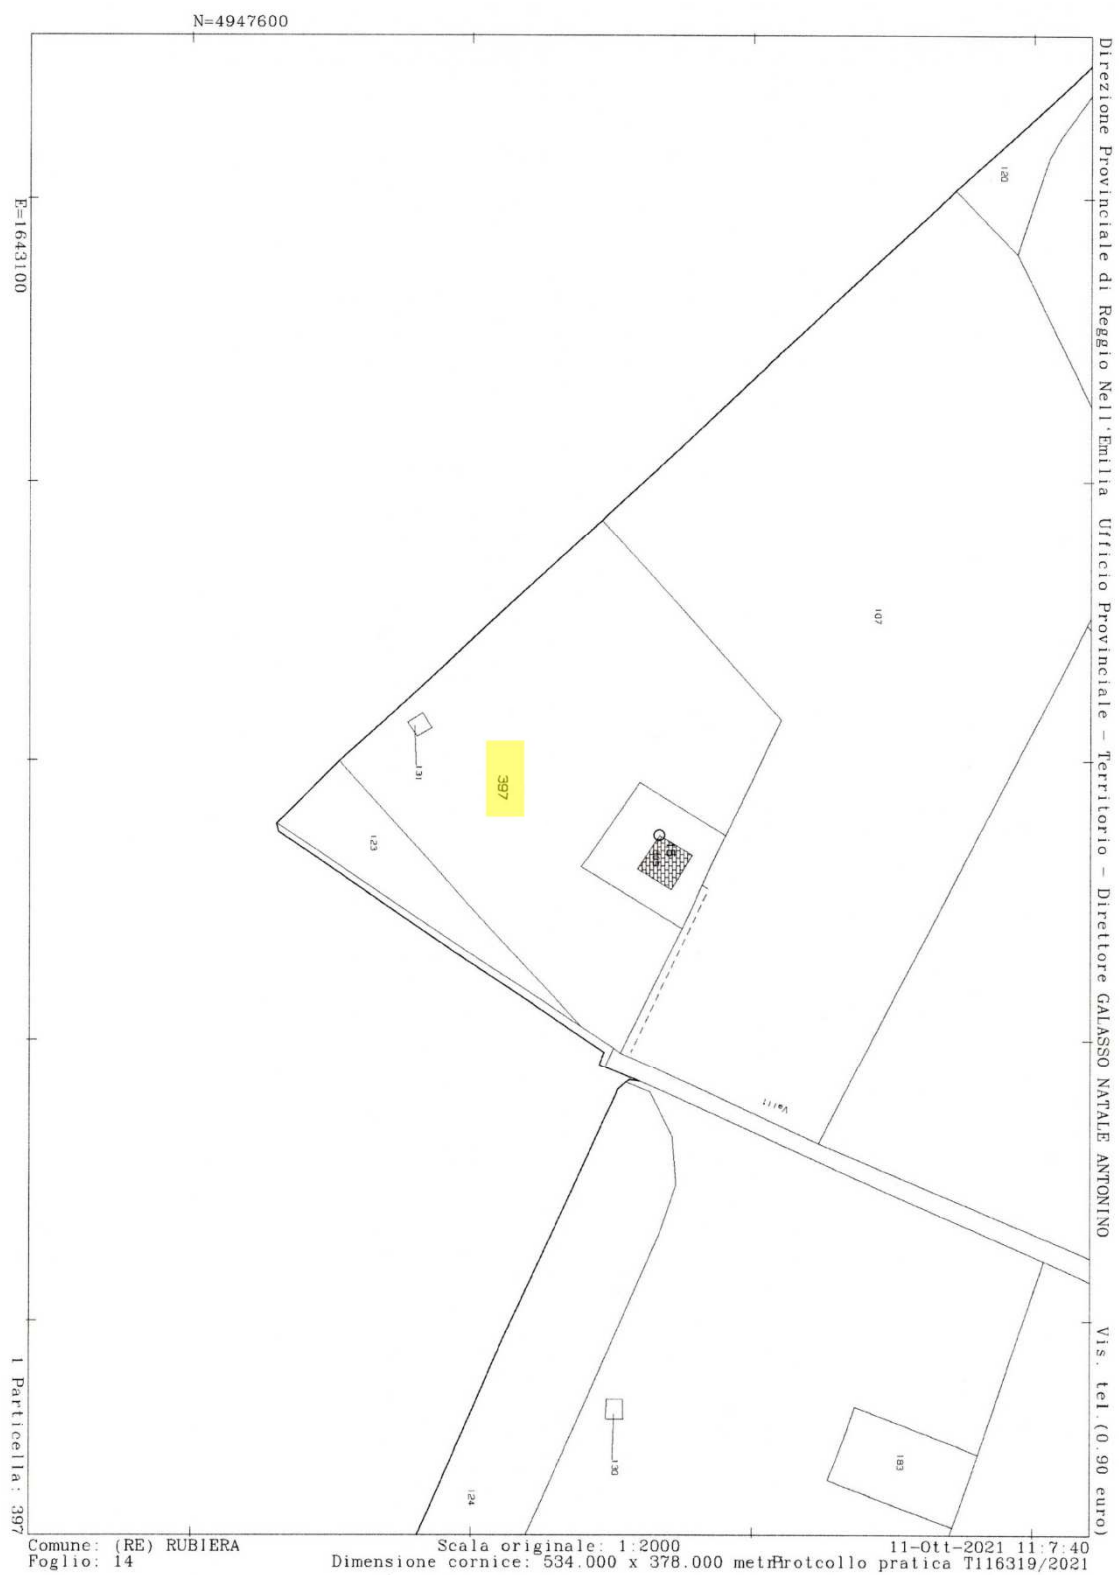 N=4947600
E=1643100
Direzione Provinciale di Reggio Nell'Emilia Ufficio Provinciale - Territorio - Direttore GALASSO NATALE ANTONINO
Vis. tel. (0.90 euro)
120
107
131
397
123
183
130
124
1 Particella: 397
Comune: (RE) RUBIERA
Foglio: 14
Scala originale: 1:2000
Dimensione cornice: 534.000 x 378.000 metri
11-Ott-2021 11:7:40
Protcollo pratica T116319/2021